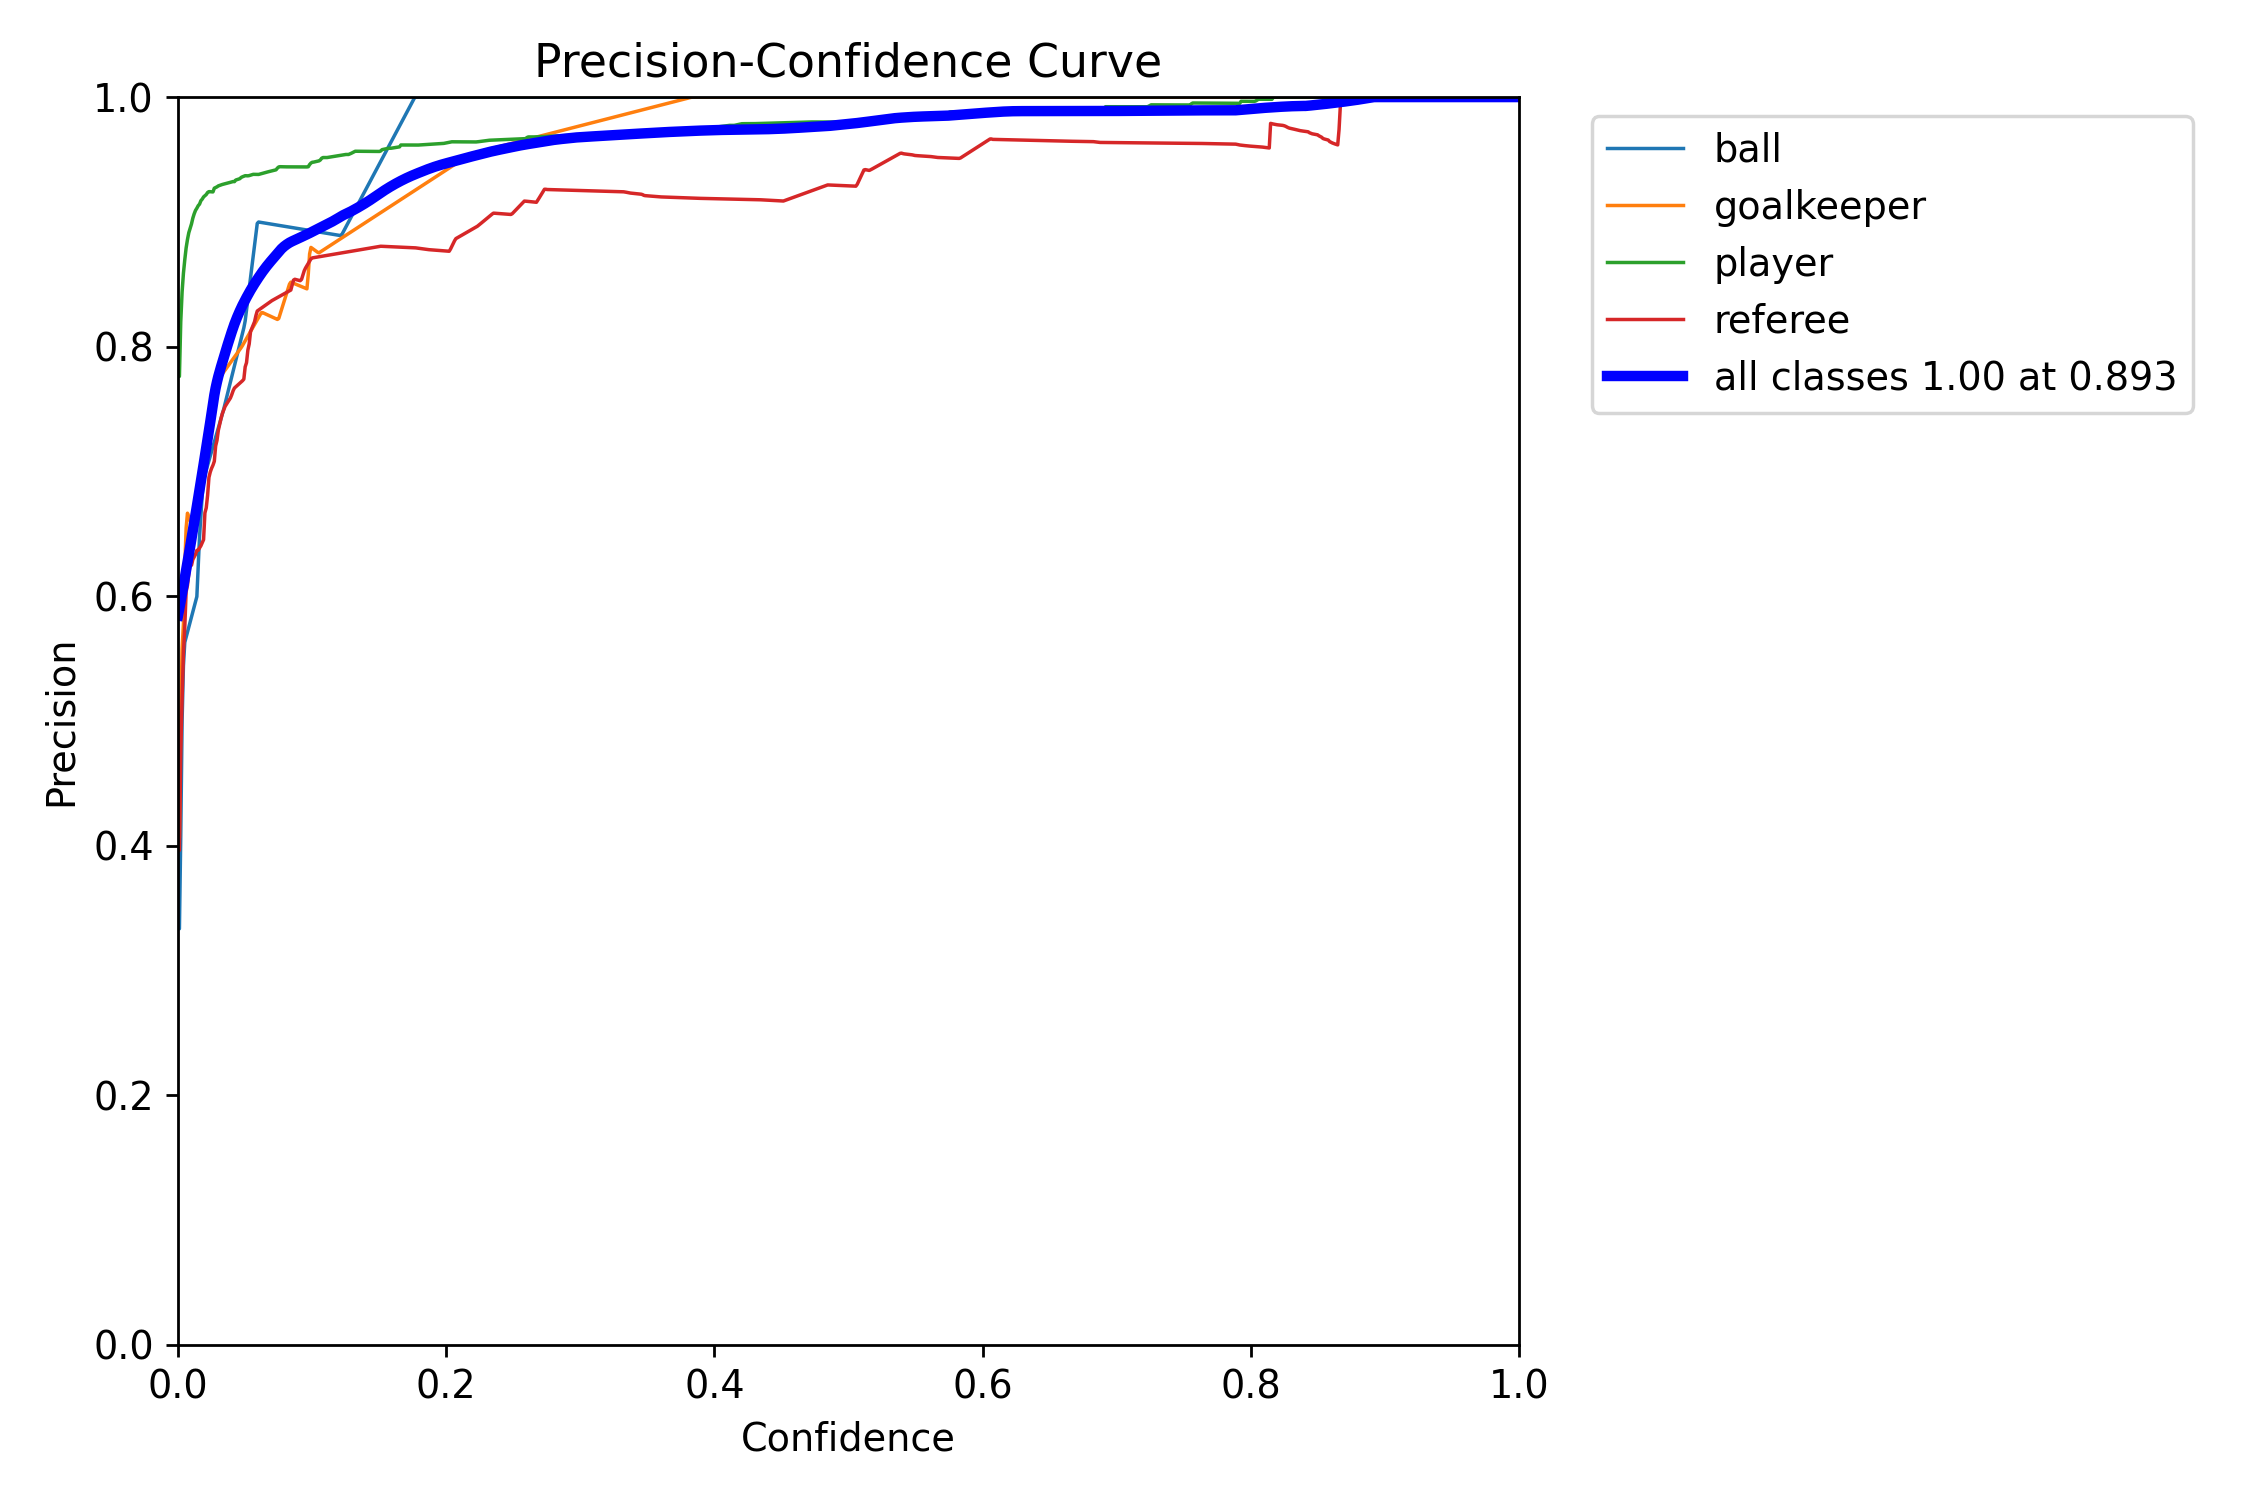 Precision-Confidence Curve
1.0
0.8
0.6
0.4
0.2
0.0
Precision
0.0 0.2 0.4 0.6 0.8 1.0
Confidence
ball
goalkeeper
player
referee
all classes 1.00 at 0.893